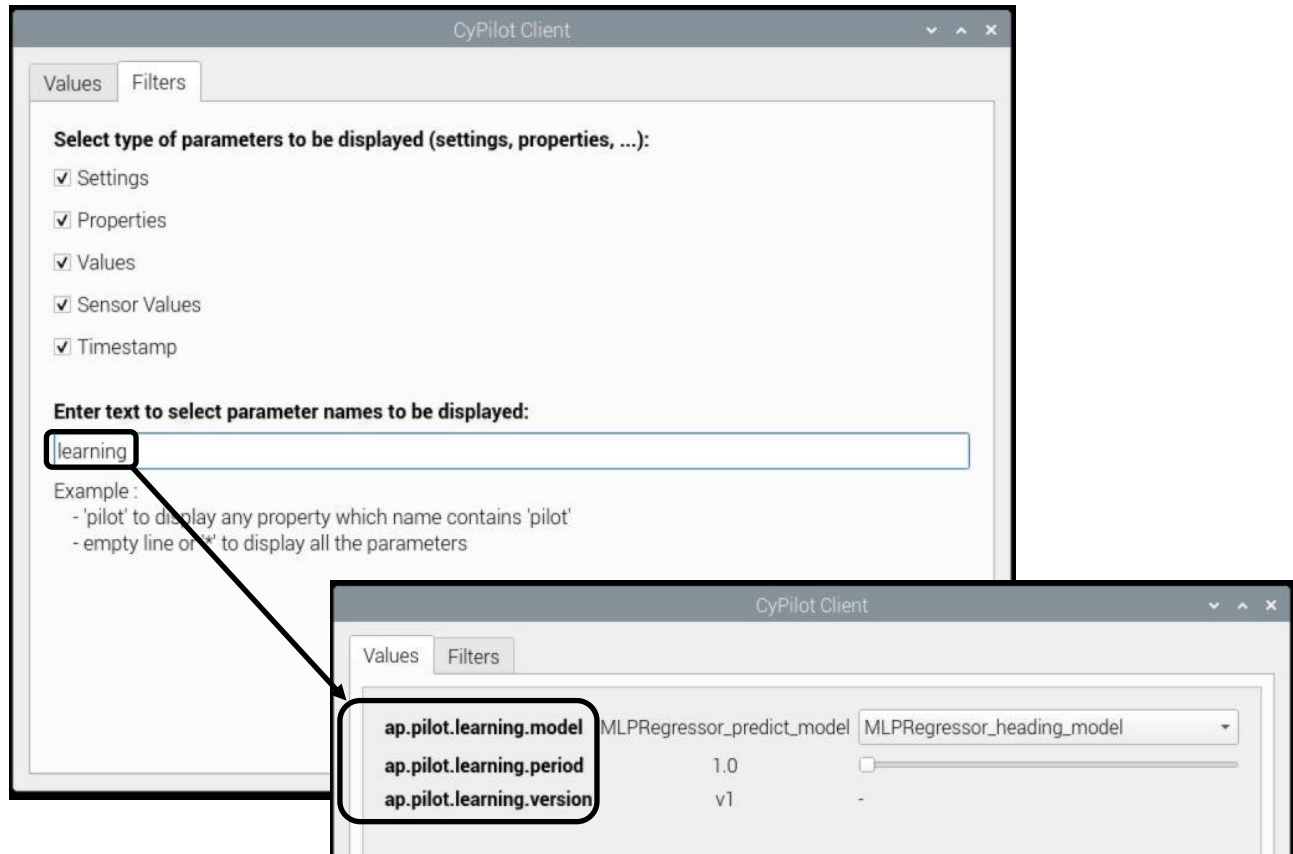 CyPilot Client
Values Filters
Select type of parameters to be displayed (settings, properties, ...):
Settings
Properties
Values
Sensor Values
Timestamp
Enter text to select parameter names to be displayed:
learning
Example :
- 'pilot' to display any property which name contains 'pilot'
- empty line or '*' to display all the parameters
CyPilot Client
Values Filters
ap.pilot.learning.model MLPRegressor_predict_model MLPRegressor_heading_model
ap.pilot.learning.period 1.0
ap.pilot.learning.version v1 -